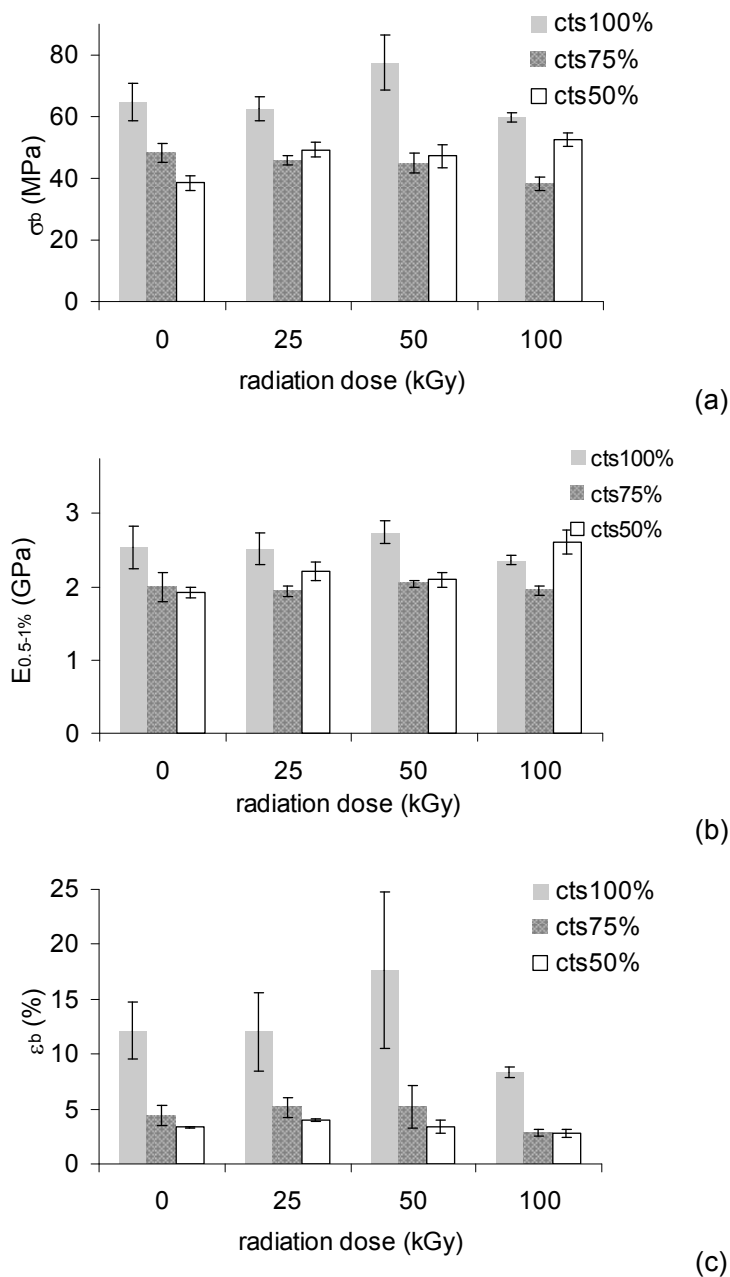 cts100%
cts75%
cts50%
80
60
40
20
0
σb (MPa)
0 25 50 100
radiation dose (kGy)
(a)
cts100%
cts75%
cts50%
3
2
1
0
E0.5-1% (GPa)
0 25 50 100
radiation dose (kGy)
(b)
cts100%
cts75%
cts50%
25
20
15
10
5
0
εb (%)
0 25 50 100
radiation dose (kGy)
(c)